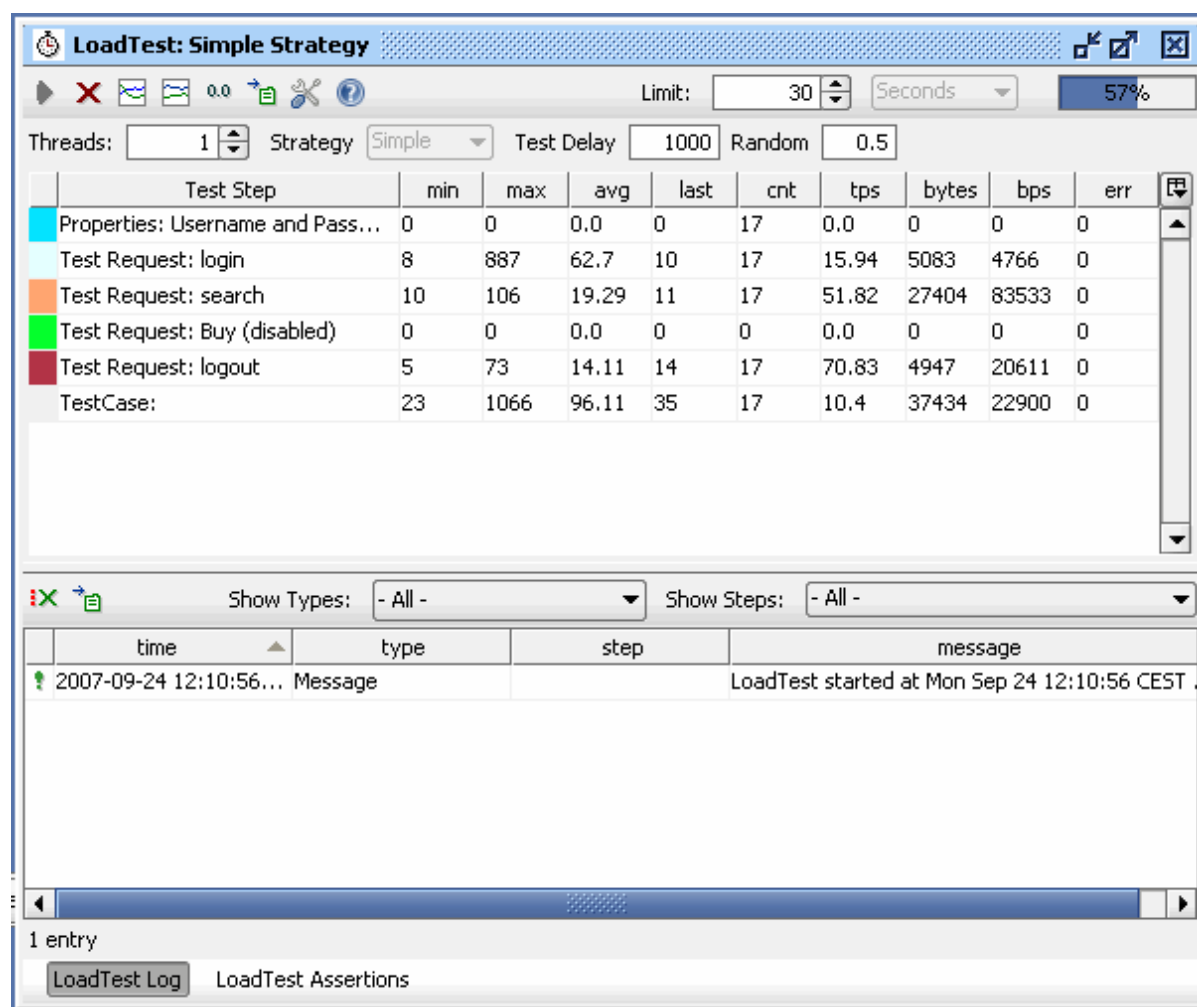 LoadTest: Simple Strategy
0.0 Limit: 30 Seconds 57%
Threads: 1 Strategy Simple Test Delay 1000 Random 0.5
Test Step min max avg last cnt tps bytes bps err
Properties: Username and Pass... 0 0 0.0 0 17 0.0 0 0 0
Test Request: login 8 887 62.7 10 17 15.94 5083 4766 0
Test Request: search 10 106 19.29 11 17 51.82 27404 83533 0
Test Request: Buy (disabled) 0 0 0.0 0 0 0.0 0 0 0
Test Request: logout 5 73 14.11 14 17 70.83 4947 20611 0
TestCase: 23 1066 96.11 35 17 10.4 37434 22900 0
Show Types: - All - Show Steps: - All -
time type step message
2007-09-24 12:10:56... Message LoadTest started at Mon Sep 24 12:10:56 CEST .
1 entry
LoadTest Log LoadTest Assertions